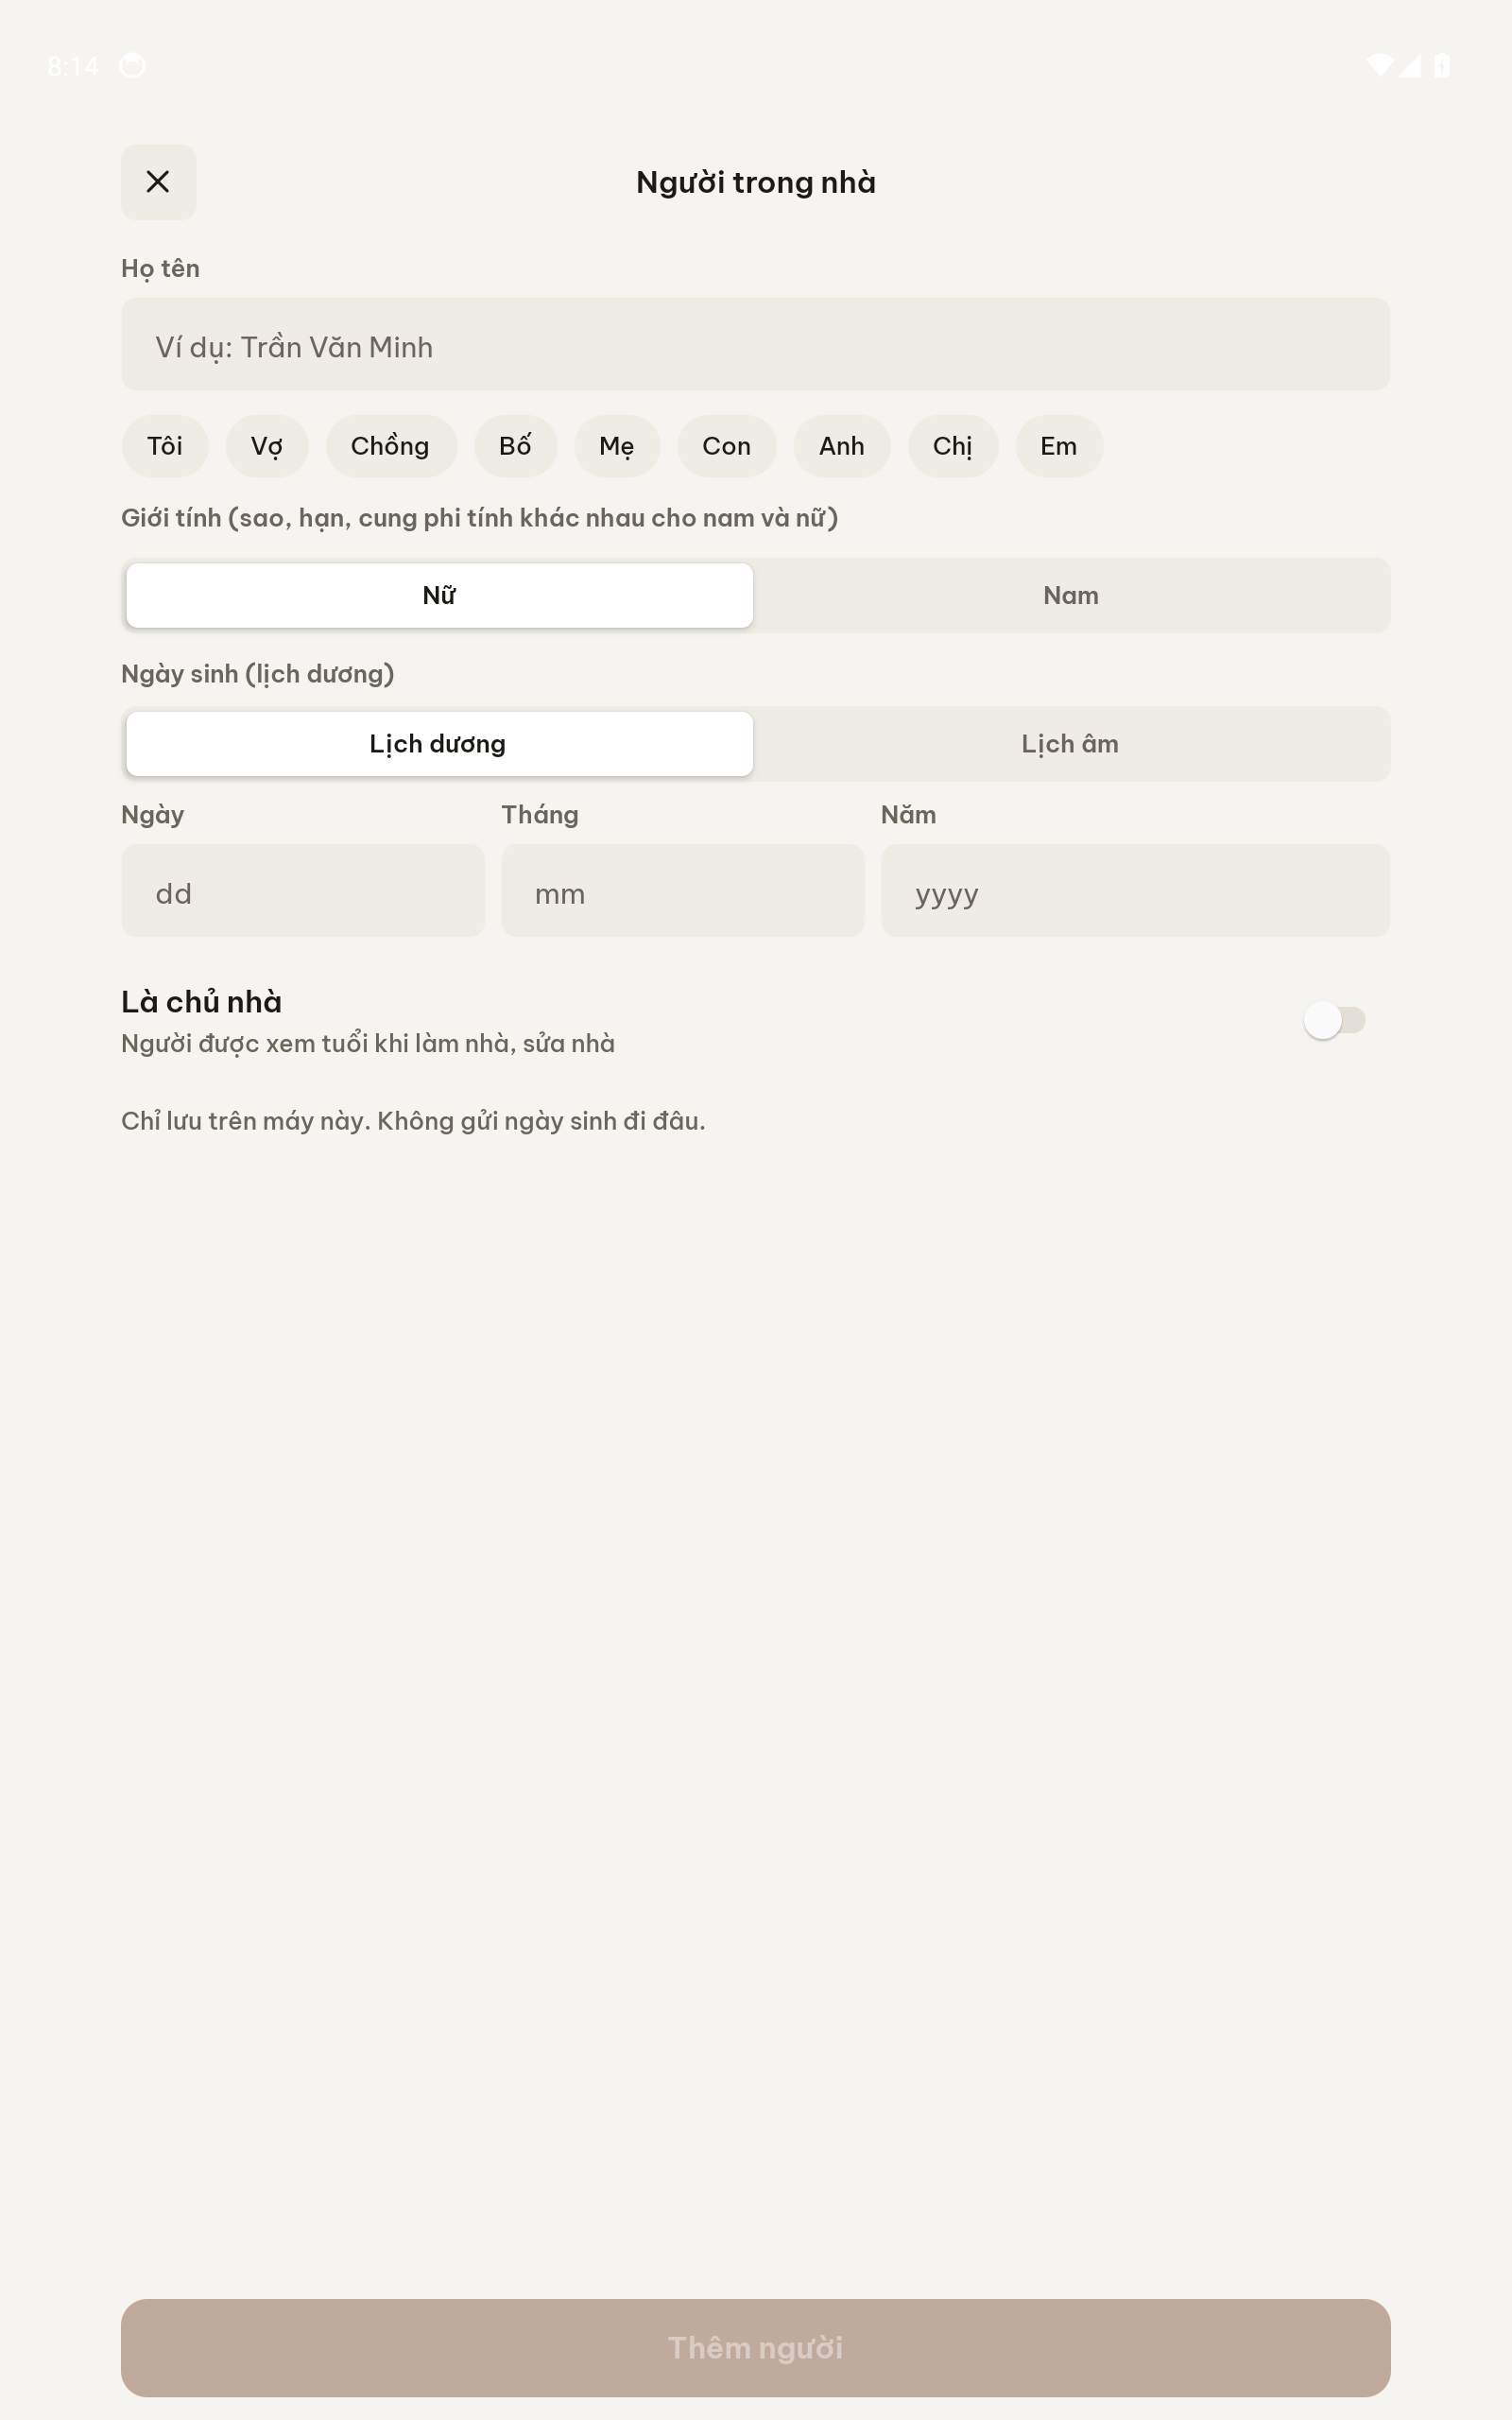 8:14
Người trong nhà
Họ tên
Ví dụ: Trần Văn Minh
Tôi Vợ Chồng Bố Mẹ Con Anh Chị Em
Giới tính (sao, hạn, cung phi tính khác nhau cho nam và nữ)
Nữ Nam
Ngày sinh (lịch dương)
Lịch dương Lịch âm
Ngày Tháng Năm
dd mm yyyy
Là chủ nhà
Người được xem tuổi khi làm nhà, sửa nhà
Chỉ lưu trên máy này. Không gửi ngày sinh đi đâu.
Thêm người